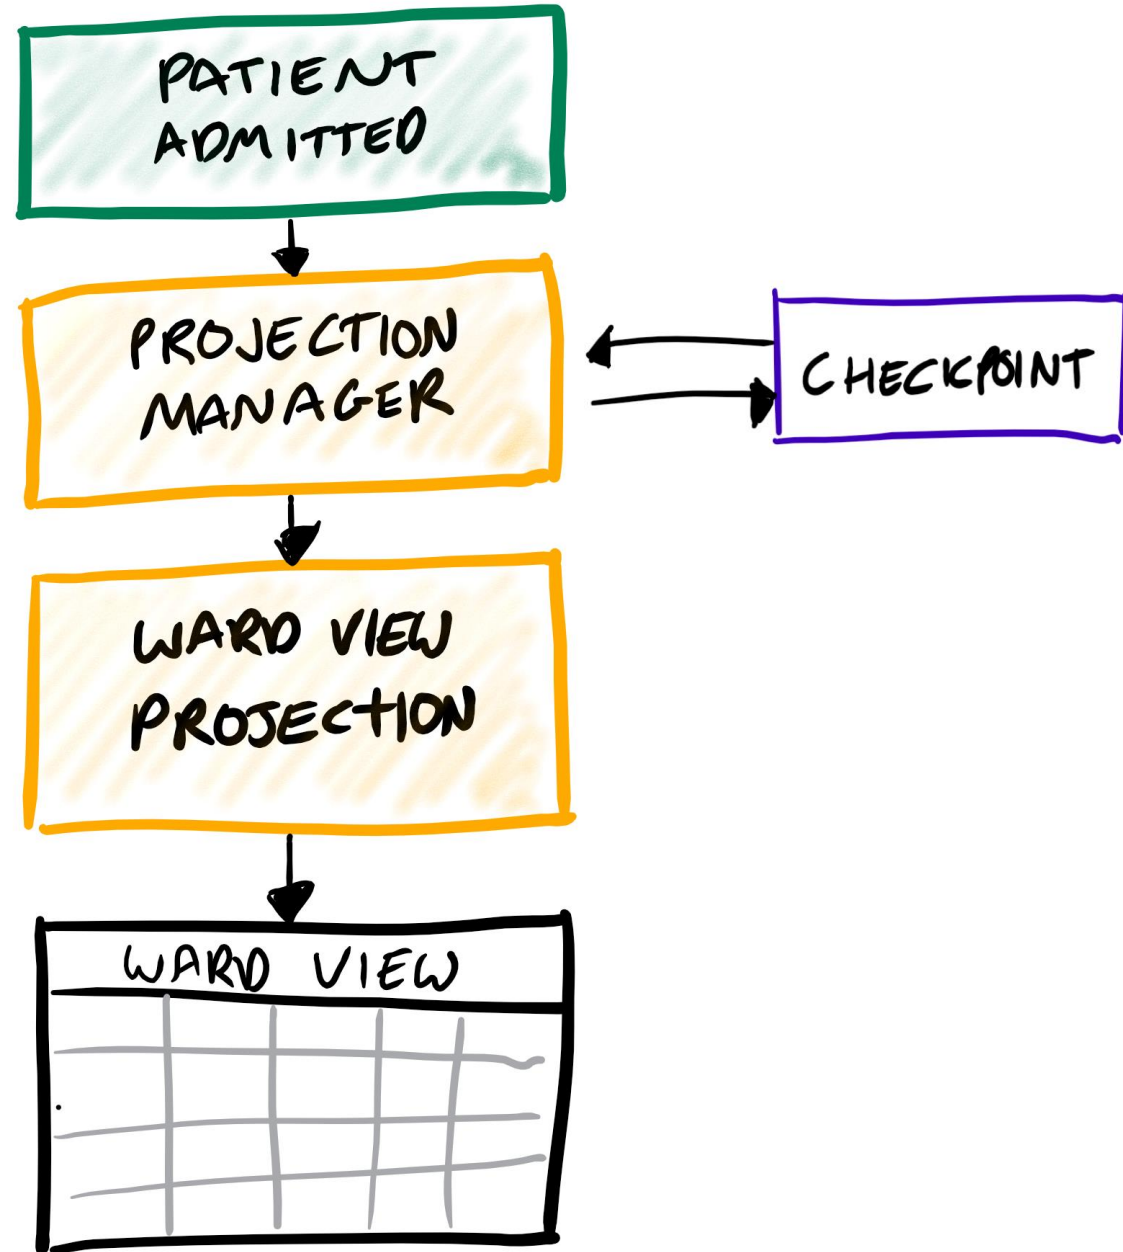 PATIENT
ADMITTED
PROJECTION
MANAGER
CHECKPOINT
WARD VIEW
PROJECTION
WARD VIEW